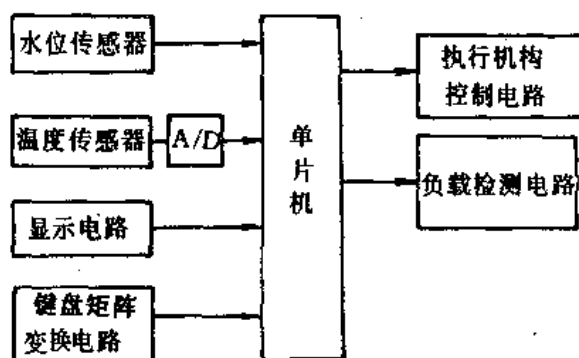 水位传感器
温度传感器
A/D
显示电路
键盘矩阵
变换电路
单片机
执行机构
控制电路
负载检测电路